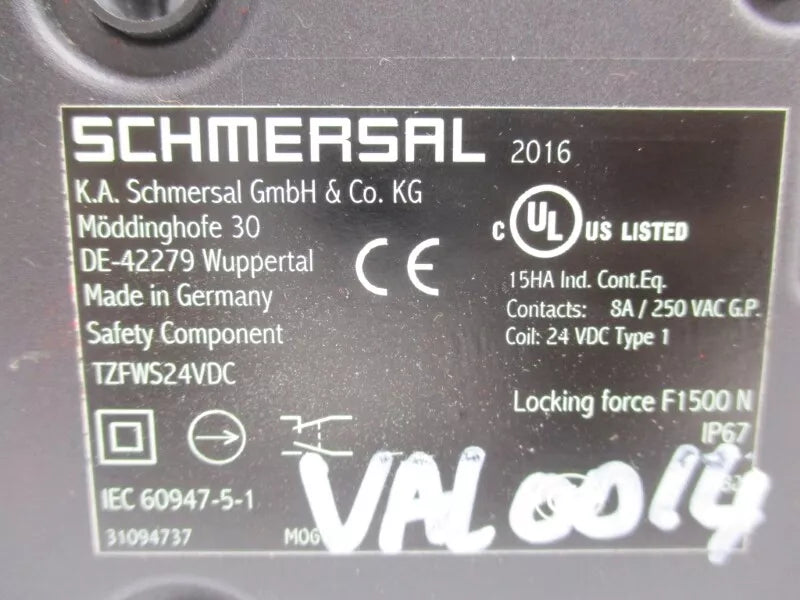 SCHMERSAL 2016
K.A. Schmersal GmbH & Co. KG
Möddinghofe 30
DE-42279 Wuppertal
Made in Germany
Safety Component
TZFWS24VDC
CE
C UL US LISTED
15HA Ind. Cont.Eq.
Contacts: 8A / 250 VAC G.P.
Coil: 24 VDC Type 1
Locking force F1500 N
IP67
IEC 60947-5-1
31094737
VAL0014